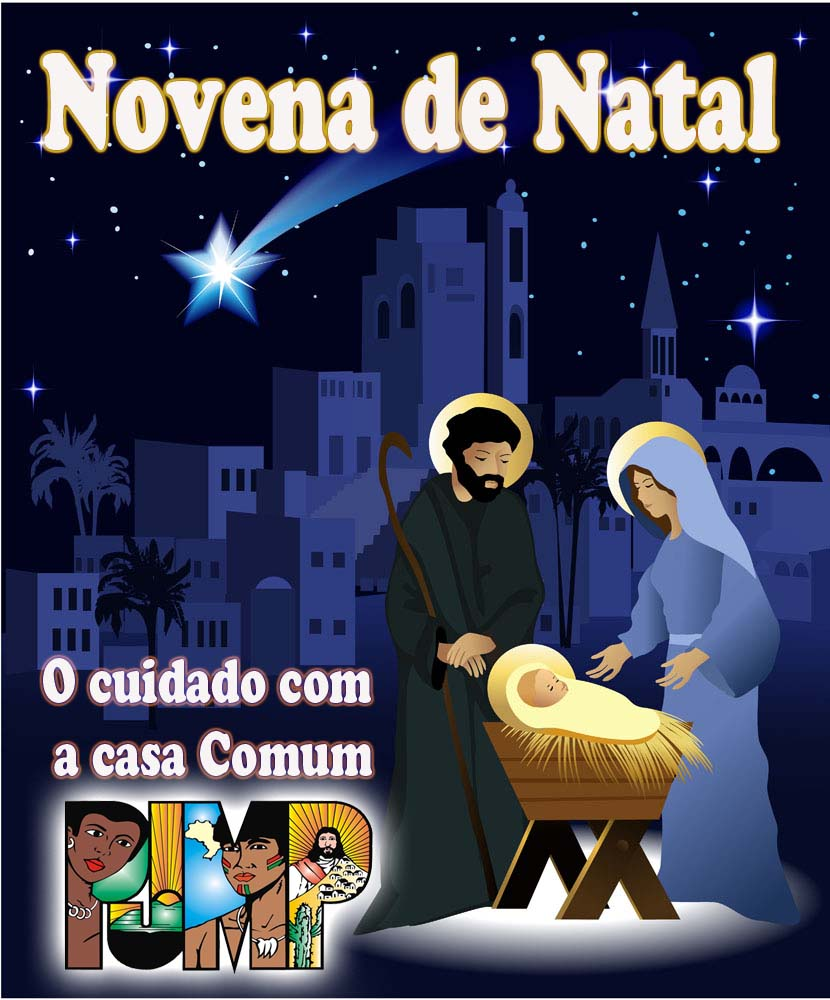 Novena de Natal
O cuidado com
a casa Comum
PJMP